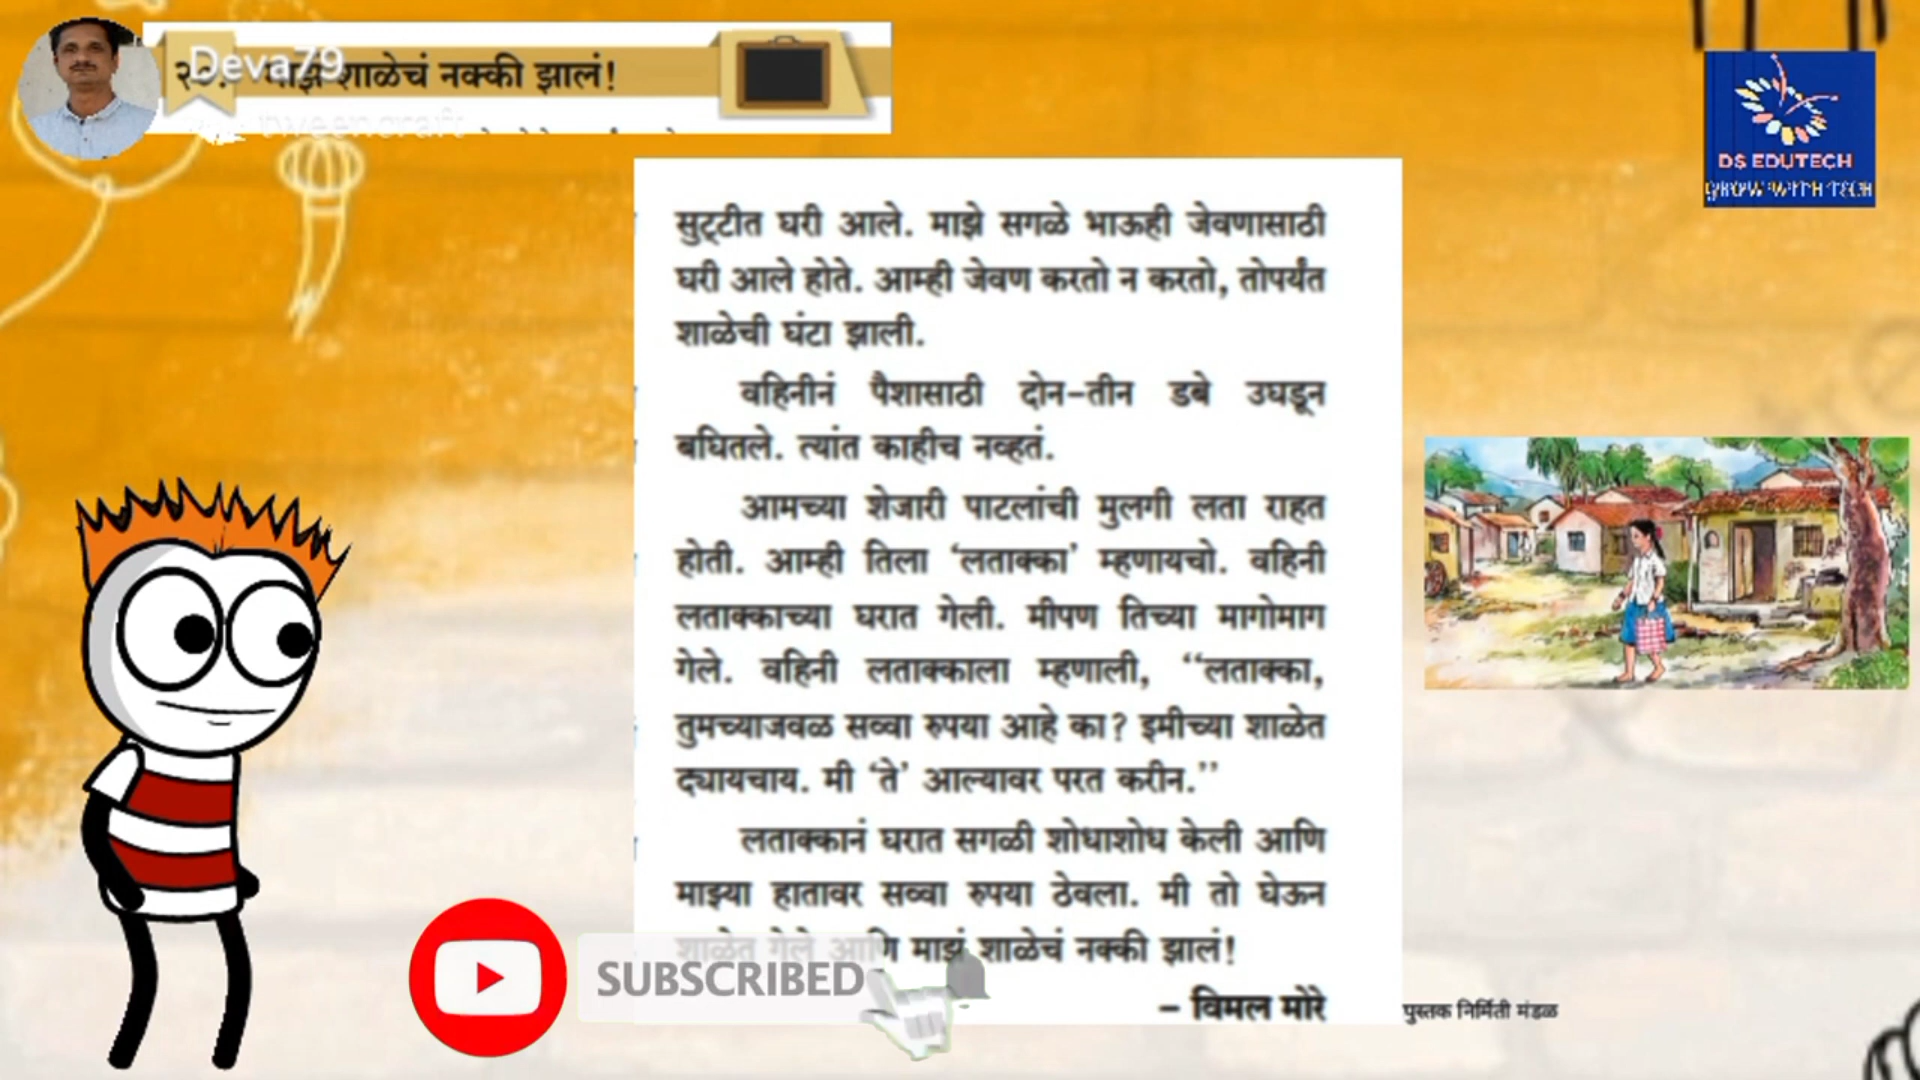 Deva79
शाळेचं नक्की झालं!
tweencraft
DS EDUTECH
GROW WITH TECH
सुट्टीत घरी आले. माझे सगळे भाऊही जेवणासाठी
घरी आले होते. आम्ही जेवण करतो न करतो, तोपर्यंत
शाळेची घंटा झाली.
वहिनीनं पैशासाठी दोन-तीन डबे उघडून
बघितले. त्यांत काहीच नव्हतं.
आमच्या शेजारी पाटलांची मुलगी लता राहत
होती. आम्ही तिला ‘लताक्का’ म्हणायचो. वहिनी
लताक्काच्या घरात गेली. मीपण तिच्या मागोमाग
गेले. वहिनी लताक्काला म्हणाली, “लताक्का,
तुमच्याजवळ सव्वा रुपया आहे का? इमीच्या शाळेत
द्यायचाय. मी ‘ते’ आल्यावर परत करीन.”
लताक्कानं घरात सगळी शोधाशोध केली आणि
माझ्या हातावर सव्वा रुपया ठेवला. मी तो घेऊन
शाळेत गेले आणि माझं शाळेचं नक्की झालं!
– विमल मोरे
SUBSCRIBED
पुस्तक निर्मिती मंडळ